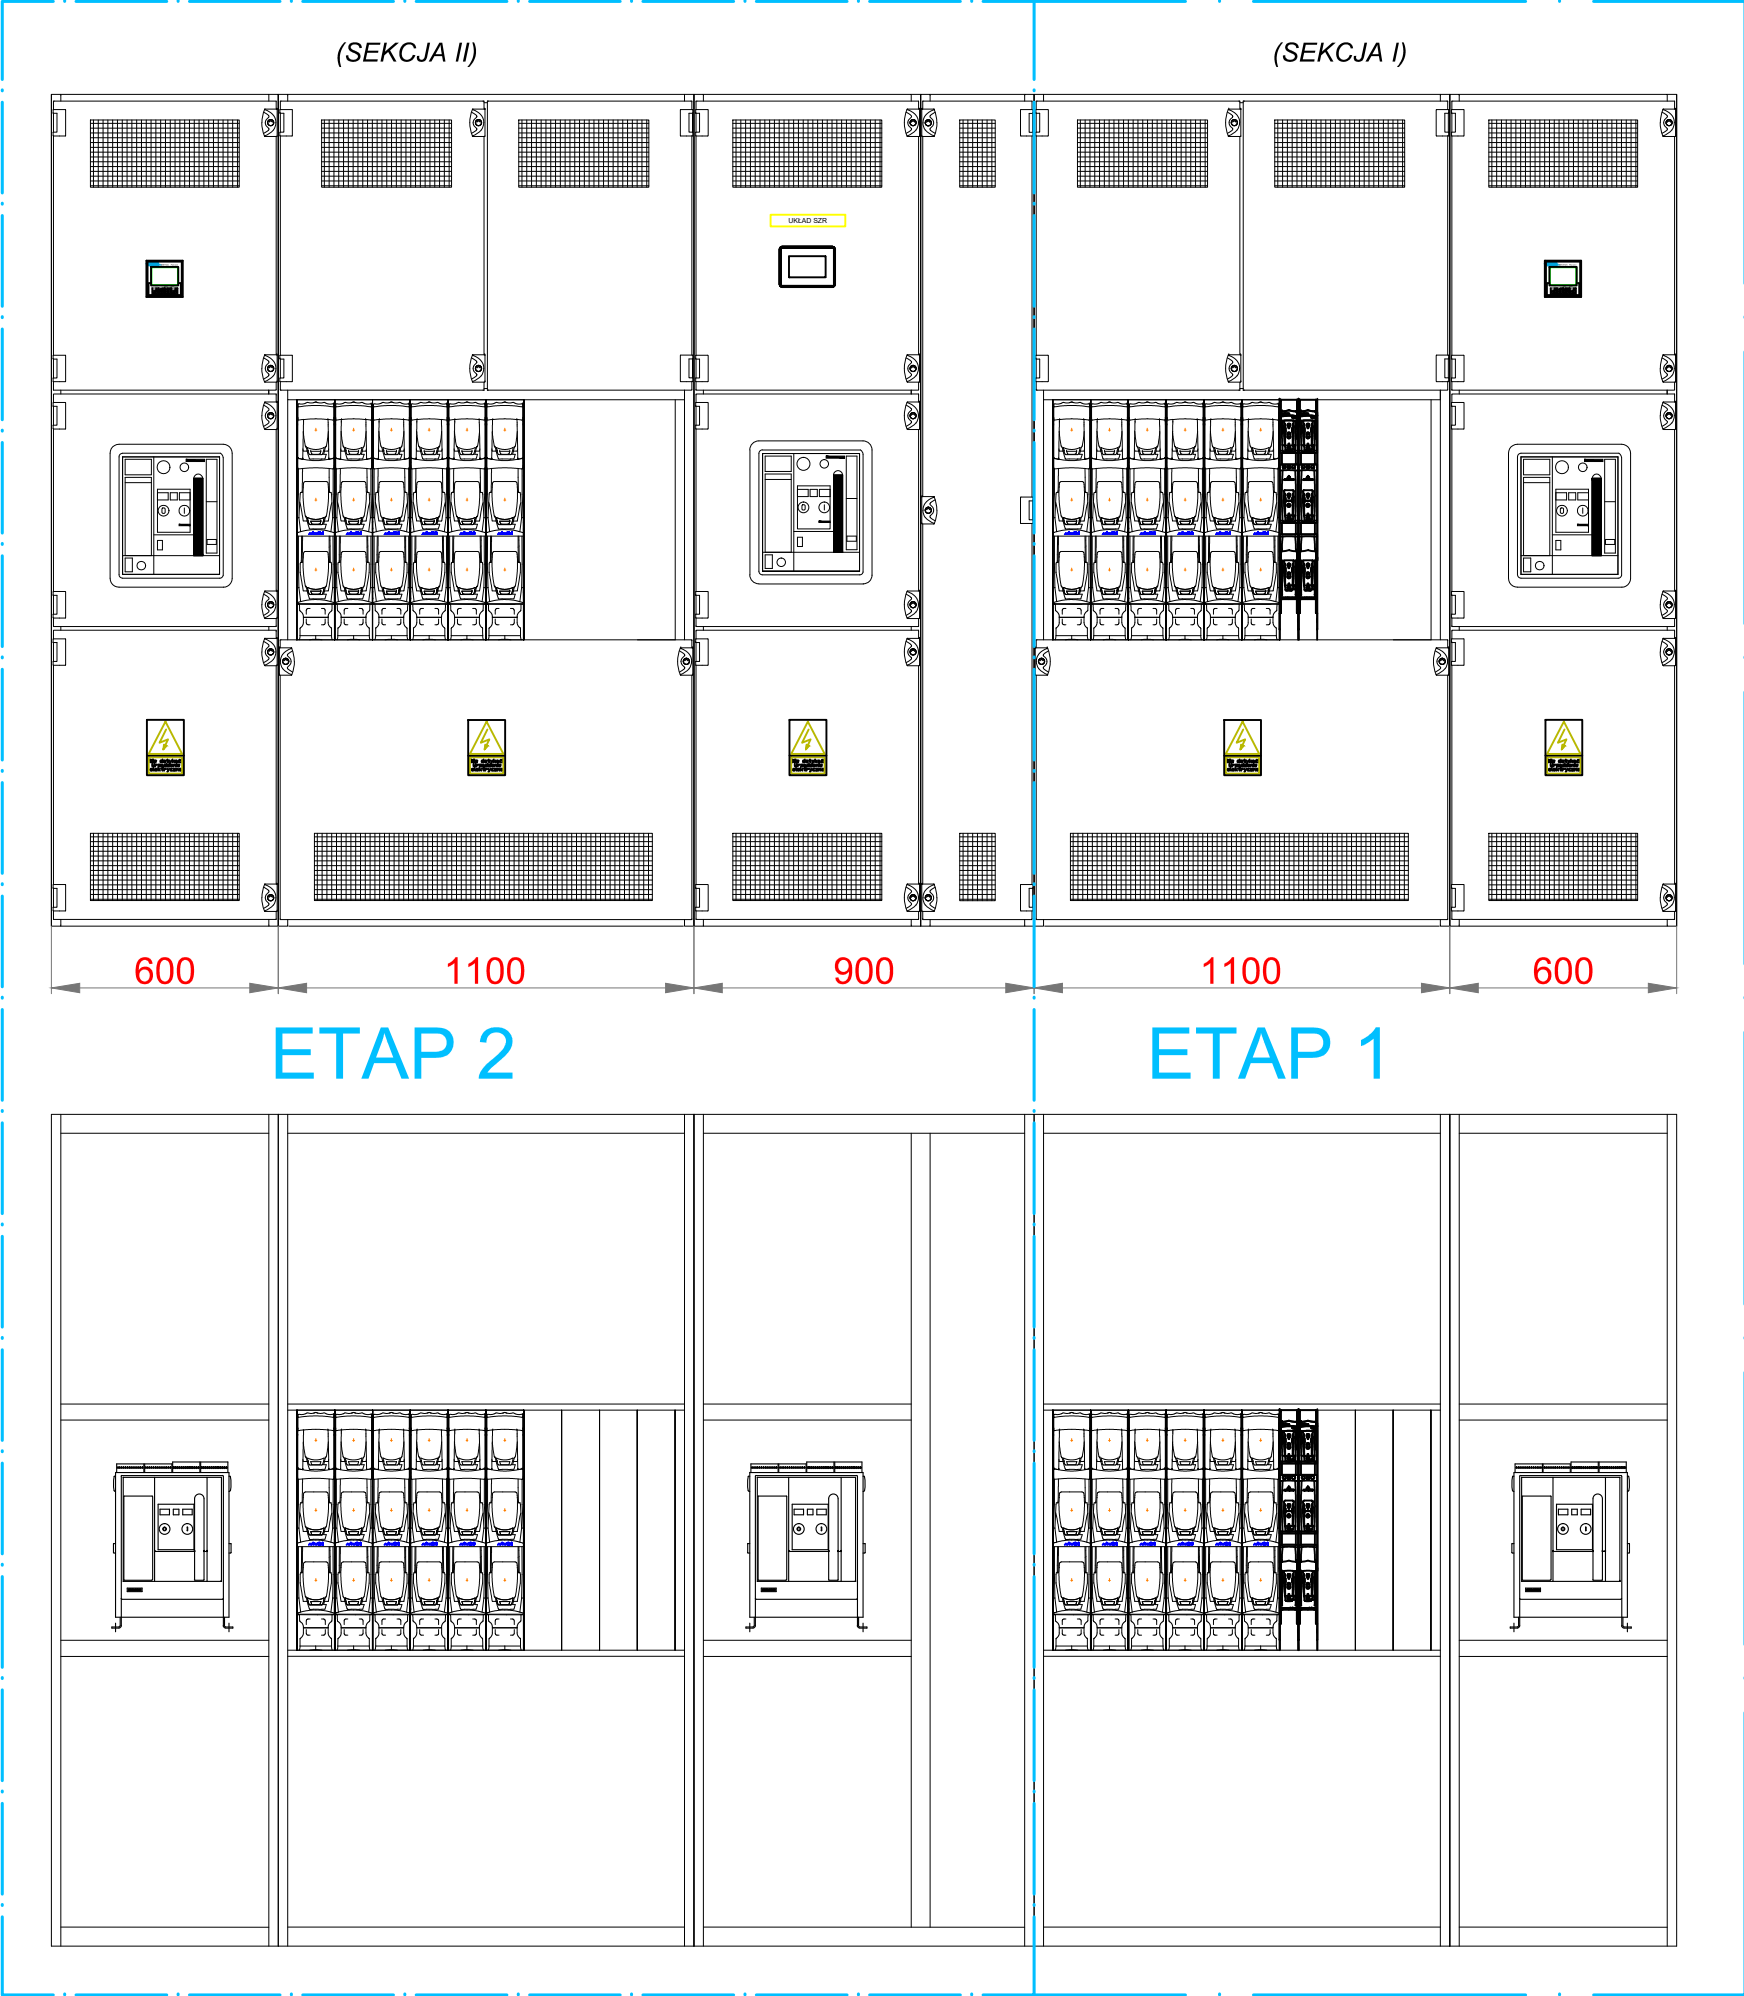 (SEKCJA II)
(SEKCJA I)
UKŁAD SZR
600
1100
900
1100
600
ETAP 2
ETAP 1